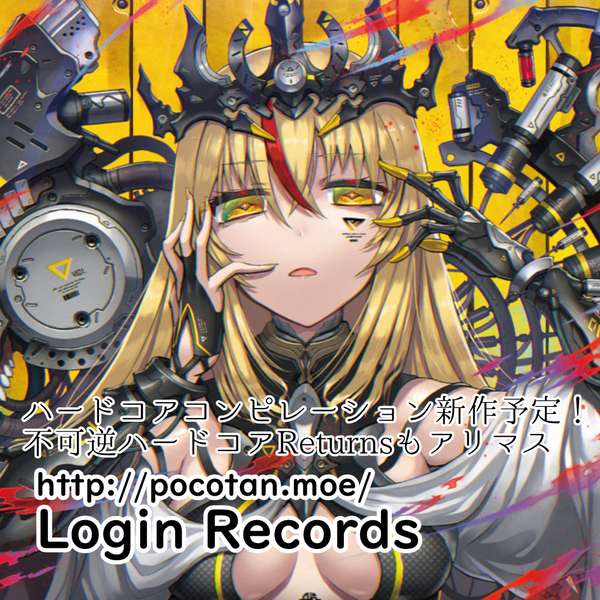 ハードコアコンピレーション新作予定！
不可逆ハードコアReturnsもアリマス
http://pocotan.moe/
Login Records